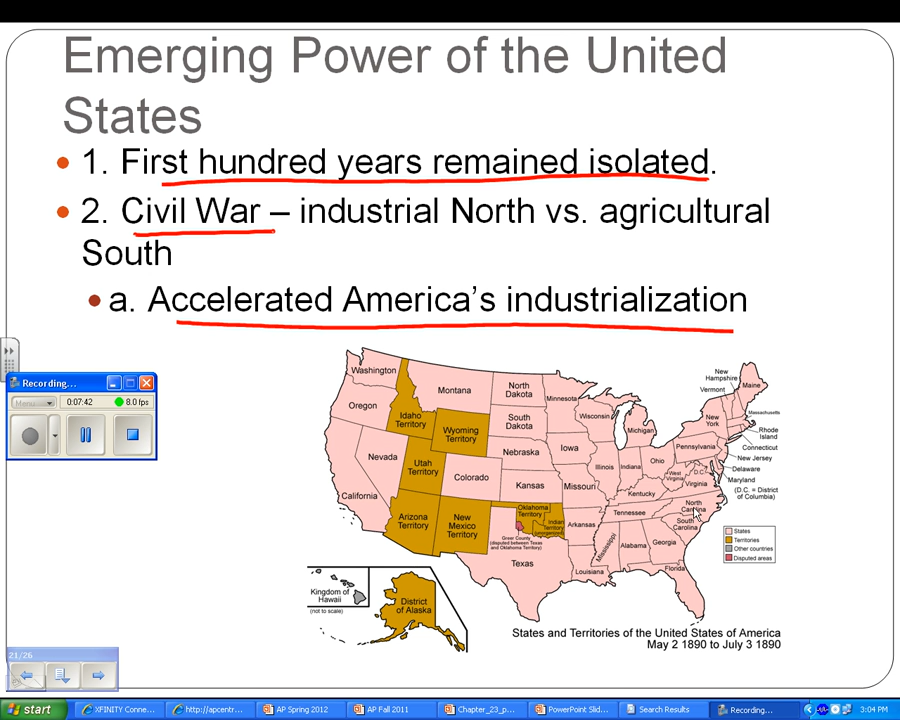 Emerging Power of the United
States
• 1. First hundred years remained isolated.
• 2. Civil War – industrial North vs. agricultural
South
• a. Accelerated America's industrialization
Recording...
Menu
0:07:42
8.0 fps
Washington
Oregon
California
Nevada
Idaho
Territory
Montana
Wyoming
Territory
Utah
Territory
Colorado
Arizona
Territory
New
Mexico
Territory
North
Dakota
South
Dakota
Nebraska
Kansas
Oklahoma
Territory
Indian
Territory
(unorganized)
Greer County
(disputed between Texas
and Oklahoma Territory)
Texas
Minnesota
Iowa
Missouri
Arkansas
Louisiana
Wisconsin
Illinois
Michigan
Indiana
Ohio
Kentucky
Tennessee
Mississippi
Alabama
Georgia
Florida
South
Carolina
North
Carolina
Virginia
West
Virginia
D.C.
Pennsylvania
New
York
Vermont
New
Hampshire
Maine
Massachusetts
Rhode
Island
Connecticut
New Jersey
Delaware
Maryland
(D.C. = District
of Columbia)
States
Territories
Other countries
Disputed areas
Kingdom of
Hawaii
(not to scale)
District
of Alaska
States and Territories of the United States of America
May 2 1890 to July 3 1890
21/26
start
XFINITY Conne...
http://apcentr...
AP Spring 2012
AP Fall 2011
Chapter_23_p...
PowerPoint Slid...
Search Results
Recording...
3:04 PM